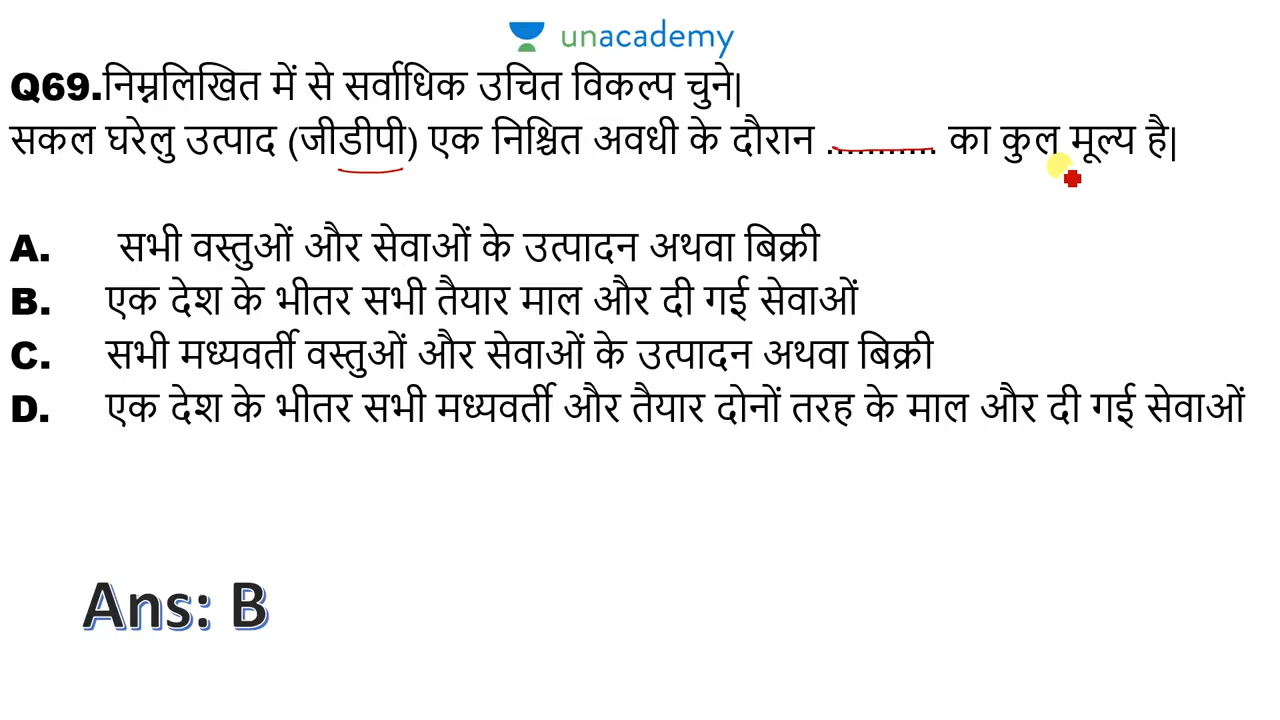 unacademy
Q69.निम्नलिखित में से सर्वाधिक उचित विकल्प चुने|
सकल घरेलु उत्पाद (जीडीपी) एक निश्चित अवधी के दौरान ............ का कुल मूल्य है|
A. सभी वस्तुओं और सेवाओं के उत्पादन अथवा बिक्री
B. एक देश के भीतर सभी तैयार माल और दी गई सेवाओं
C. सभी मध्यवर्ती वस्तुओं और सेवाओं के उत्पादन अथवा बिक्री
D. एक देश के भीतर सभी मध्यवर्ती और तैयार दोनों तरह के माल और दी गई सेवाओं
Ans: B